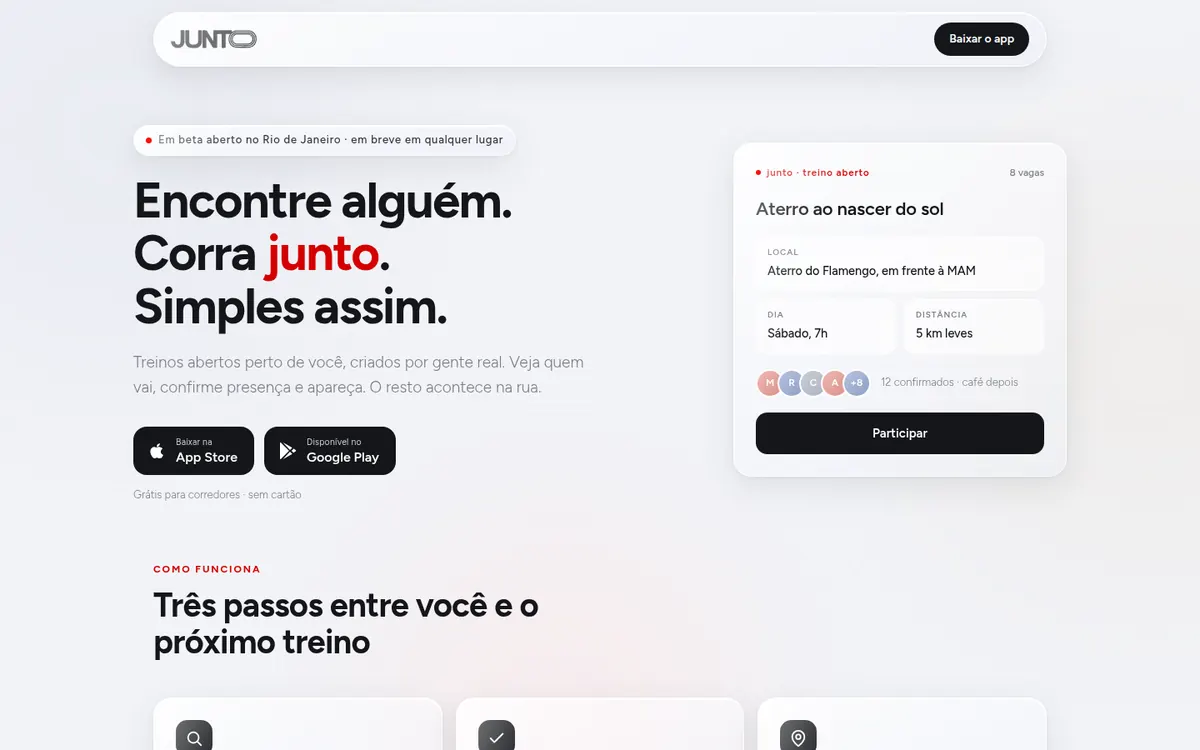 JUNTO
Baixar o app
Em beta aberto no Rio de Janeiro · em breve em qualquer lugar
Encontre alguém.
Corra junto.
Simples assim.
Treinos abertos perto de você, criados por gente real. Veja quem
vai, confirme presença e apareça. O resto acontece na rua.
Baixar na
App Store
Disponível no
Google Play
Grátis para corredores · sem cartão
junto · treino aberto
8 vagas
Aterro ao nascer do sol
LOCAL
Aterro do Flamengo, em frente à MAM
DIA
Sábado, 7h
DISTÂNCIA
5 km leves
M R C A +8
12 confirmados · café depois
Participar
COMO FUNCIONA
Três passos entre você e o
próximo treino